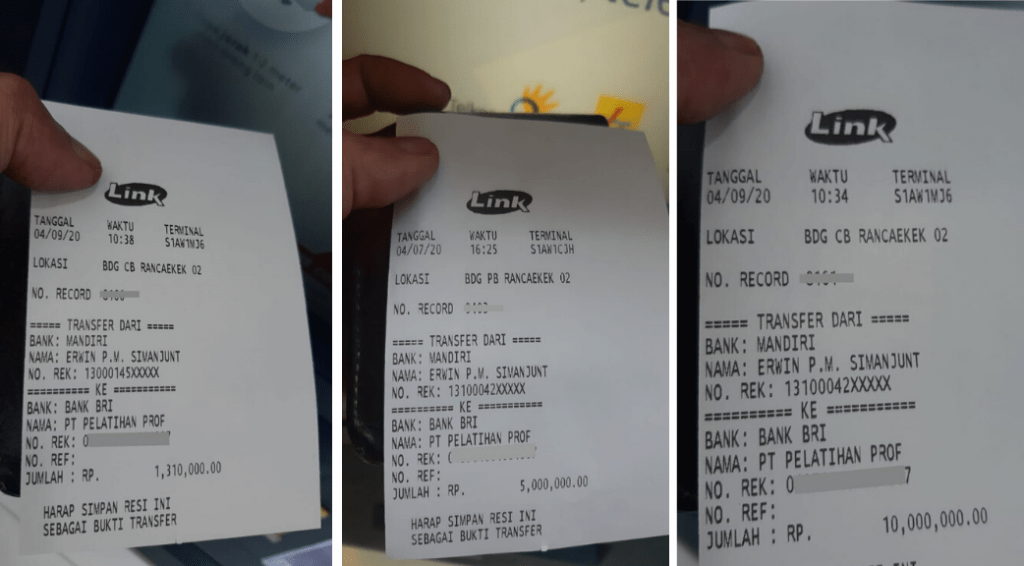 Link
TANGGAL WAKTU TERMINAL
04/09/20 10:38 S1AW1MJ6
LOKASI BDG CB RANCAEKEK 02
NO. RECORD
===== TRANSFER DARI =====
BANK: MANDIRI
NAMA: ERWIN P.M. SIMANJUNT
NO. REK: 13000145XXXXX
========== KE ===========
BANK: BANK BRI
NAMA: PT PELATIHAN PROF
NO. REK: 0
NO. REF:
JUMLAH : RP. 1,310,000.00
HARAP SIMPAN RESI INI
SEBAGAI BUKTI TRANSFER
Link
TANGGAL WAKTU TERMINAL
04/07/20 16:25 S1AW1CJH
LOKASI BDG PB RANCAEKEK 02
NO. RECORD
===== TRANSFER DARI =====
BANK: MANDIRI
NAMA: ERWIN P.M. SIMANJUNT
NO. REK: 13100042XXXXX
========== KE ===========
BANK: BANK BRI
NAMA: PT PELATIHAN PROF
NO. REK:
NO. REF:
JUMLAH : RP. 5,000,000.00
HARAP SIMPAN RESI INI
SEBAGAI BUKTI TRANSFER
Link
TANGGAL WAKTU TERMINAL
04/09/20 10:34 S1AW1MJ6
LOKASI BDG CB RANCAEKEK 02
NO. RECORD
===== TRANSFER DARI =====
BANK: MANDIRI
NAMA: ERWIN P.M. SIMANJUNT
NO. REK: 13100042XXXXX
========== KE ===========
BANK: BANK BRI
NAMA: PT PELATIHAN PROF
NO. REK: 0 7
NO. REF:
JUMLAH : RP. 10,000,000.00